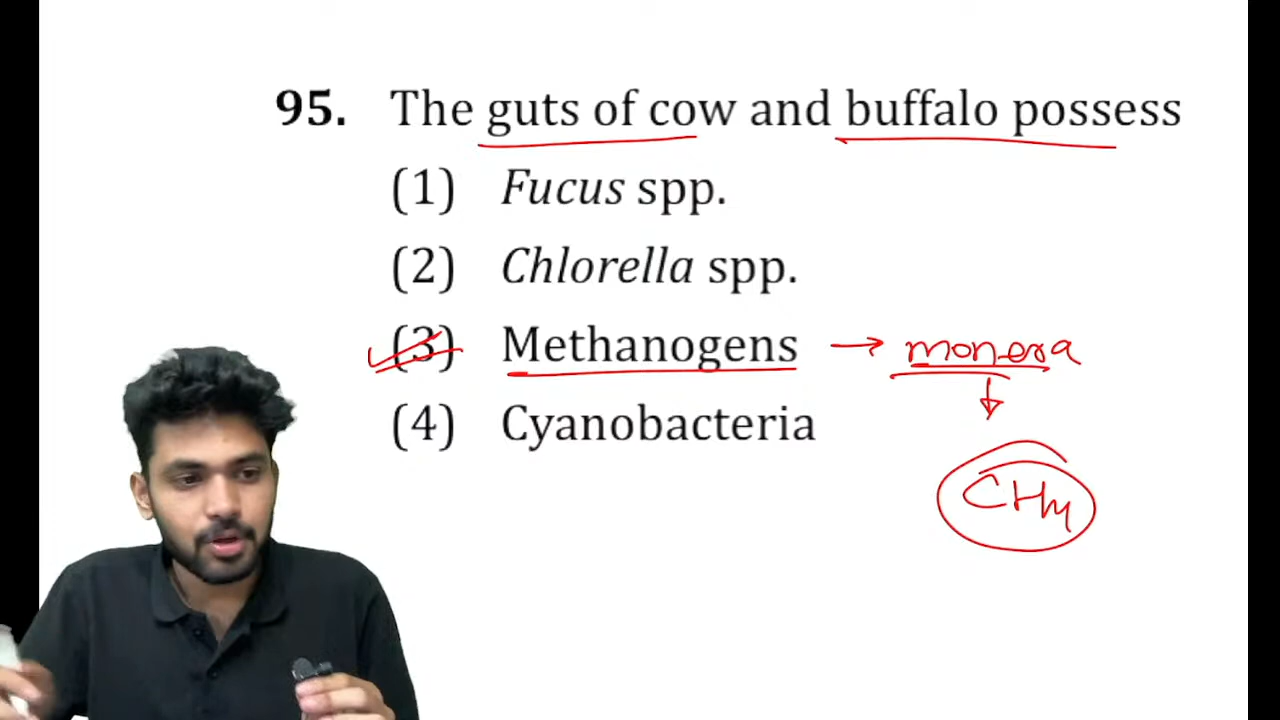 95. The guts of cow and buffalo possess
(1) Fucus spp.
(2) Chlorella spp.
(3) Methanogens → monera
(4) Cyanobacteria
↓
CH4